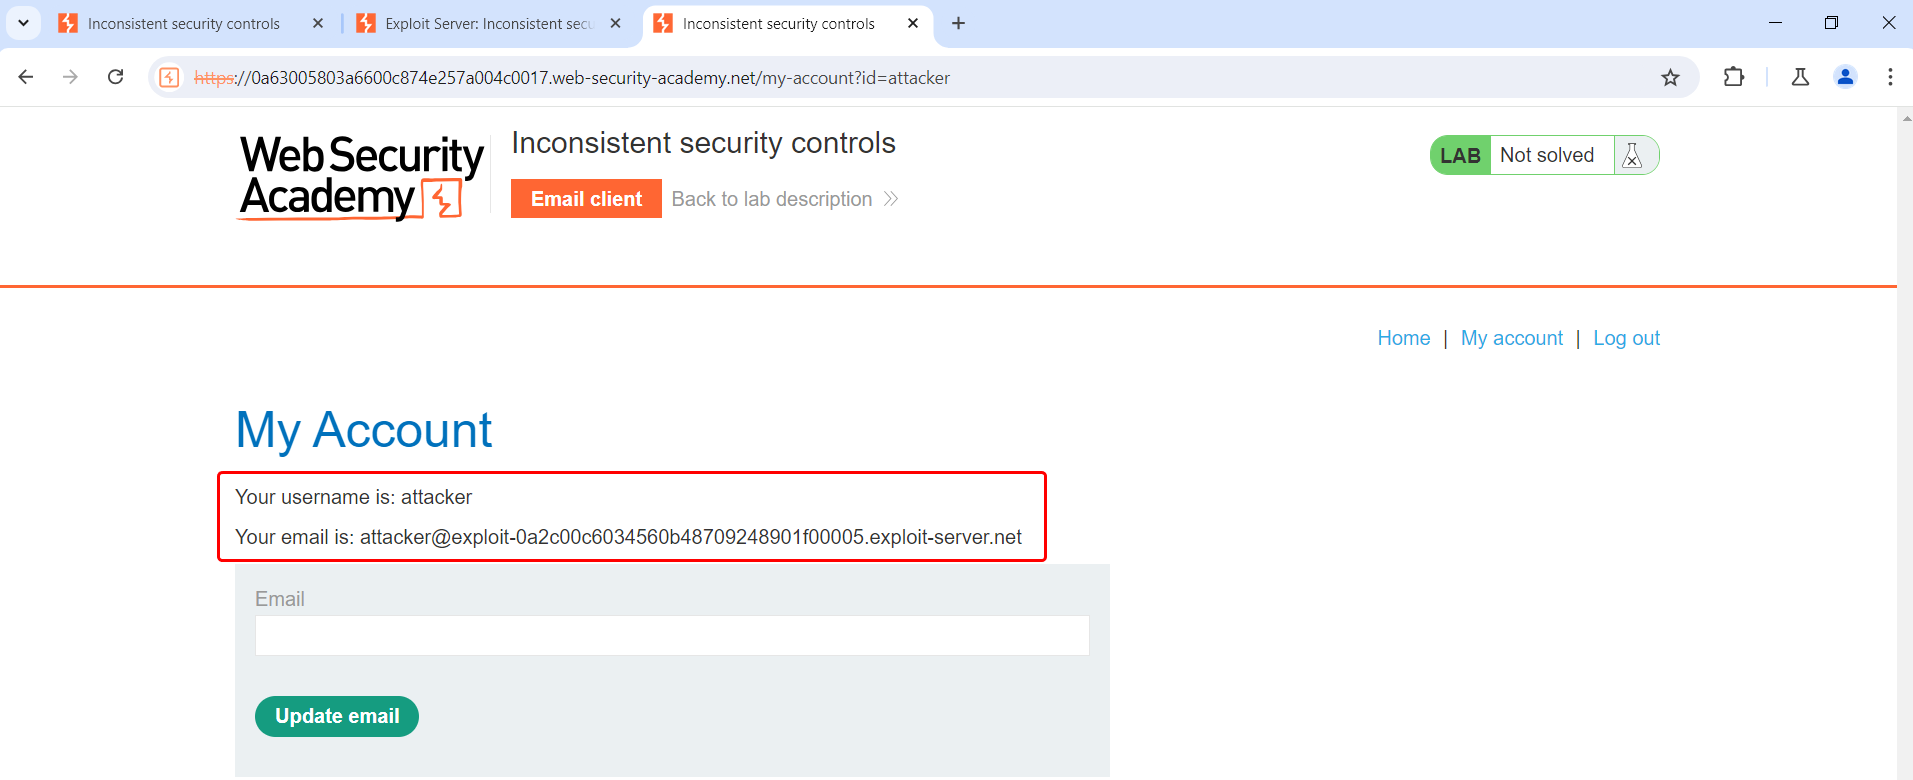 Inconsistent security controls
Exploit Server: Inconsistent secu
Inconsistent security controls
https://0a63005803a6600c874e257a004c0017.web-security-academy.net/my-account?id=attacker
Web Security
Academy
Inconsistent security controls
Email client
Back to lab description
LAB
Not solved
Home | My account | Log out
My Account
Your username is: attacker
Your email is: attacker@exploit-0a2c00c6034560b48709248901f00005.exploit-server.net
Email
Update email